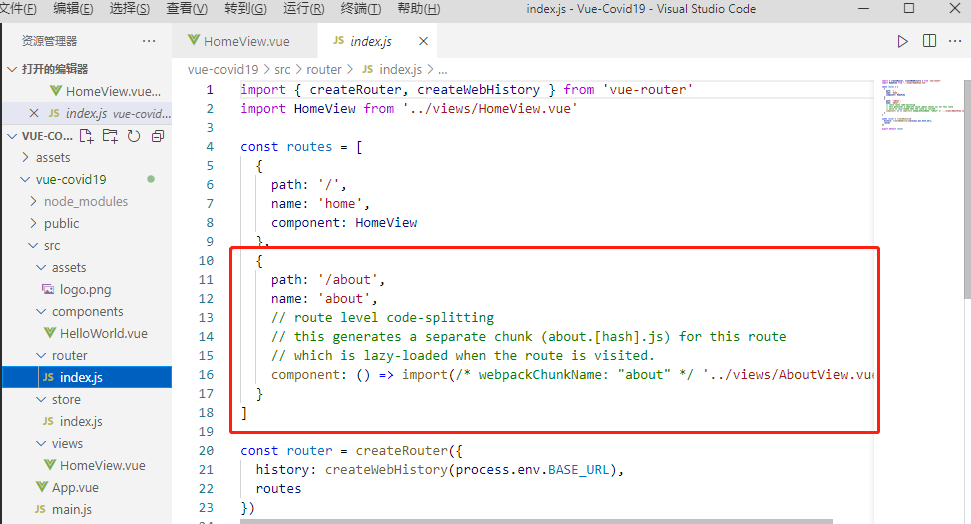 文件(F) 编辑(E) 选择(S) 查看(V) 转到(G) 运行(R) 终端(T) 帮助(H) index.js - Vue-Covid19 - Visual Studio Code
资源管理器 ···
打开的编辑器
HomeView.vue...
JS index.js vue-covid...
VUE-CO...
assets
vue-covid19
node_modules
public
src
assets
logo.png
components
HelloWorld.vue
router
JS index.js
store
JS index.js
views
HomeView.vue
App.vue
JS main.js
HomeView.vue JS index.js ···
vue-covid19 > src > router > JS index.js > ...
1 import { createRouter, createWebHistory } from 'vue-router'
2 import HomeView from '../views/HomeView.vue'
3
4 const routes = [
5 {
6 path: '/',
7 name: 'home',
8 component: HomeView
9 },
10 {
11 path: '/about',
12 name: 'about',
13 // route level code-splitting
14 // this generates a separate chunk (about.[hash].js) for this route
15 // which is lazy-loaded when the route is visited.
16 component: () => import(/* webpackChunkName: "about" */ '../views/AboutView.vue
17 }
18 ]
19
20 const router = createRouter({
21 history: createWebHistory(process.env.BASE_URL),
22 routes
23 })